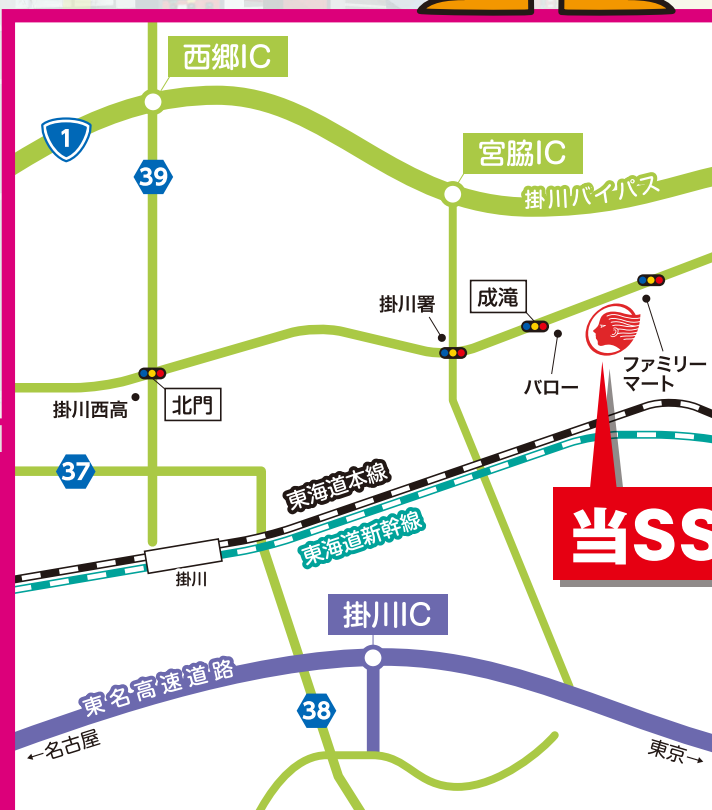 西郷IC
1
宮脇IC
39
掛川バイパス
成滝
掛川署
バロー
ファミリー
マート
北門
掛川西高
37
東海道本線
東海道新幹線
当SS
掛川
掛川IC
東名高速道路
38
←名古屋
東京→